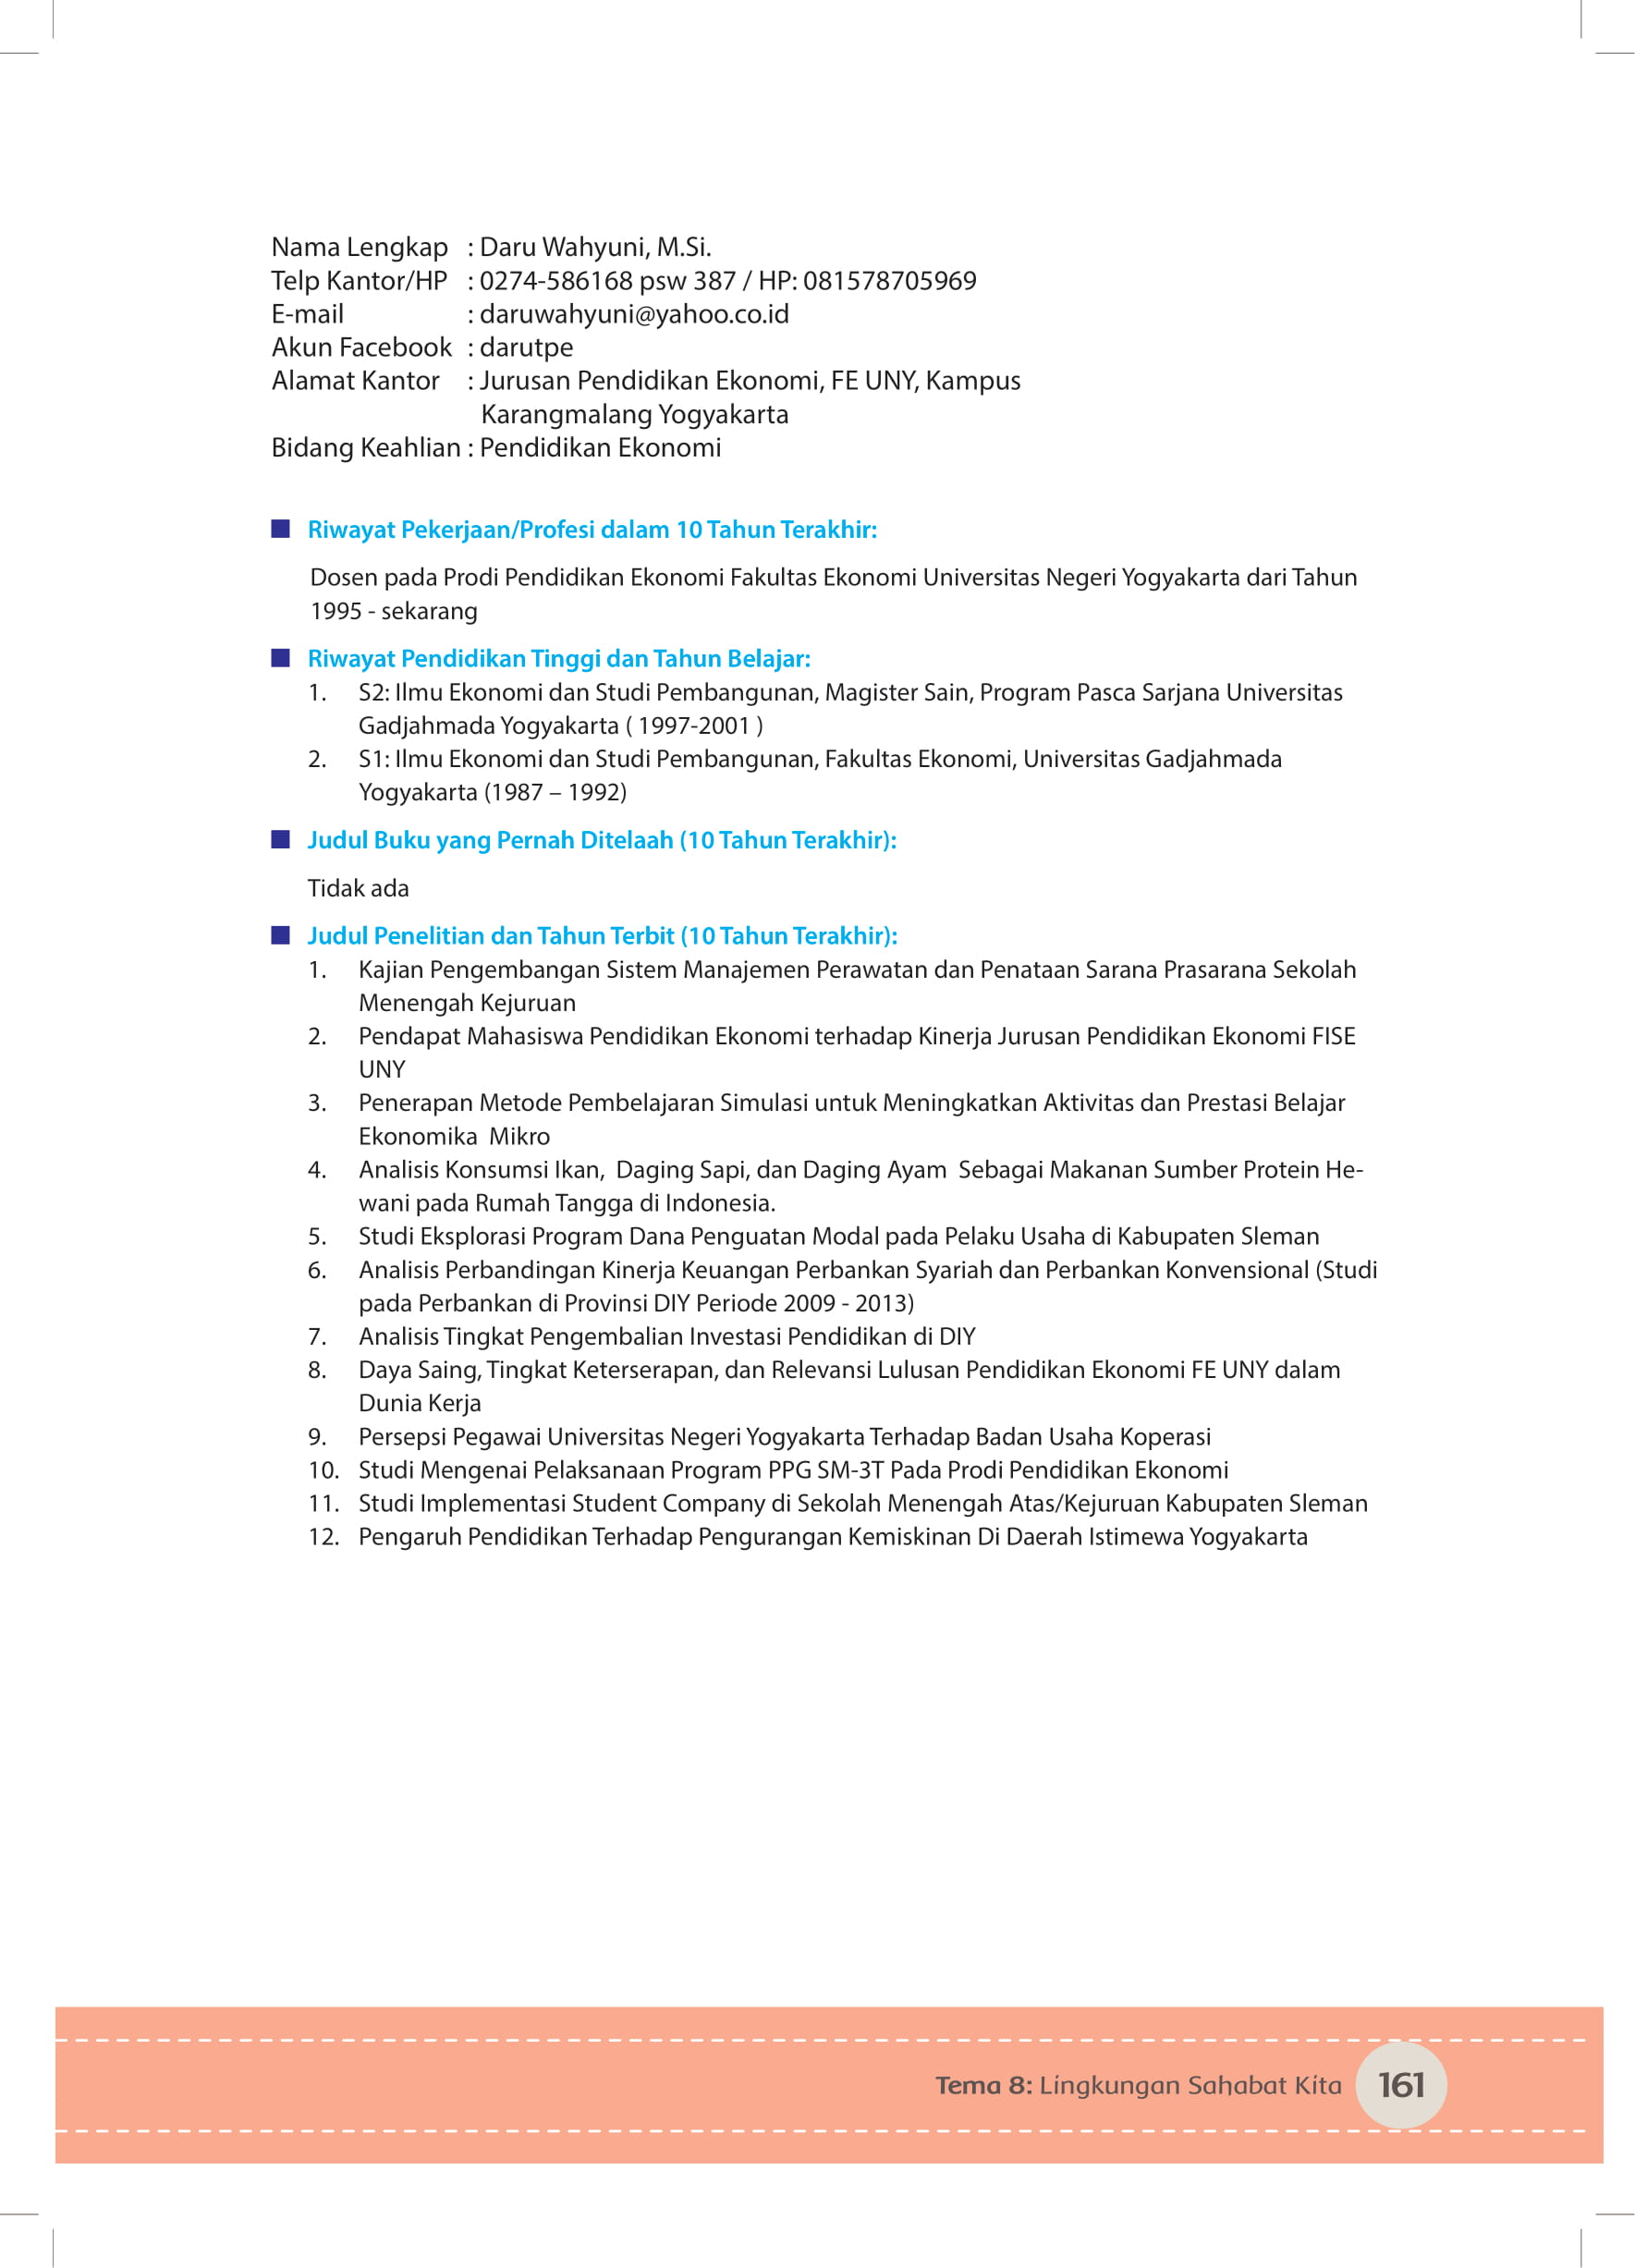 Nama Lengkap : Daru Wahyuni, M.Si.
Telp Kantor/HP : 0274-586168 psw 387 / HP: 081578705969
E-mail : daruwahyuni@yahoo.co.id
Akun Facebook : darutpe
Alamat Kantor : Jurusan Pendidikan Ekonomi, FE UNY, Kampus
Karangmalang Yogyakarta
Bidang Keahlian : Pendidikan Ekonomi
Riwayat Pekerjaan/Profesi dalam 10 Tahun Terakhir:
Dosen pada Prodi Pendidikan Ekonomi Fakultas Ekonomi Universitas Negeri Yogyakarta dari Tahun
1995 - sekarang
Riwayat Pendidikan Tinggi dan Tahun Belajar:
1. S2: Ilmu Ekonomi dan Studi Pembangunan, Magister Sain, Program Pasca Sarjana Universitas
Gadjahmada Yogyakarta ( 1997-2001 )
2. S1: Ilmu Ekonomi dan Studi Pembangunan, Fakultas Ekonomi, Universitas Gadjahmada
Yogyakarta (1987 – 1992)
Judul Buku yang Pernah Ditelaah (10 Tahun Terakhir):
Tidak ada
Judul Penelitian dan Tahun Terbit (10 Tahun Terakhir):
1. Kajian Pengembangan Sistem Manajemen Perawatan dan Penataan Sarana Prasarana Sekolah
Menengah Kejuruan
2. Pendapat Mahasiswa Pendidikan Ekonomi terhadap Kinerja Jurusan Pendidikan Ekonomi FISE
UNY
3. Penerapan Metode Pembelajaran Simulasi untuk Meningkatkan Aktivitas dan Prestasi Belajar
Ekonomika Mikro
4. Analisis Konsumsi Ikan, Daging Sapi, dan Daging Ayam Sebagai Makanan Sumber Protein He-
wani pada Rumah Tangga di Indonesia.
5. Studi Eksplorasi Program Dana Penguatan Modal pada Pelaku Usaha di Kabupaten Sleman
6. Analisis Perbandingan Kinerja Keuangan Perbankan Syariah dan Perbankan Konvensional (Studi
pada Perbankan di Provinsi DIY Periode 2009 - 2013)
7. Analisis Tingkat Pengembalian Investasi Pendidikan di DIY
8. Daya Saing, Tingkat Keterserapan, dan Relevansi Lulusan Pendidikan Ekonomi FE UNY dalam
Dunia Kerja
9. Persepsi Pegawai Universitas Negeri Yogyakarta Terhadap Badan Usaha Koperasi
10. Studi Mengenai Pelaksanaan Program PPG SM-3T Pada Prodi Pendidikan Ekonomi
11. Studi Implementasi Student Company di Sekolah Menengah Atas/Kejuruan Kabupaten Sleman
12. Pengaruh Pendidikan Terhadap Pengurangan Kemiskinan Di Daerah Istimewa Yogyakarta
Tema 8: Lingkungan Sahabat Kita 161